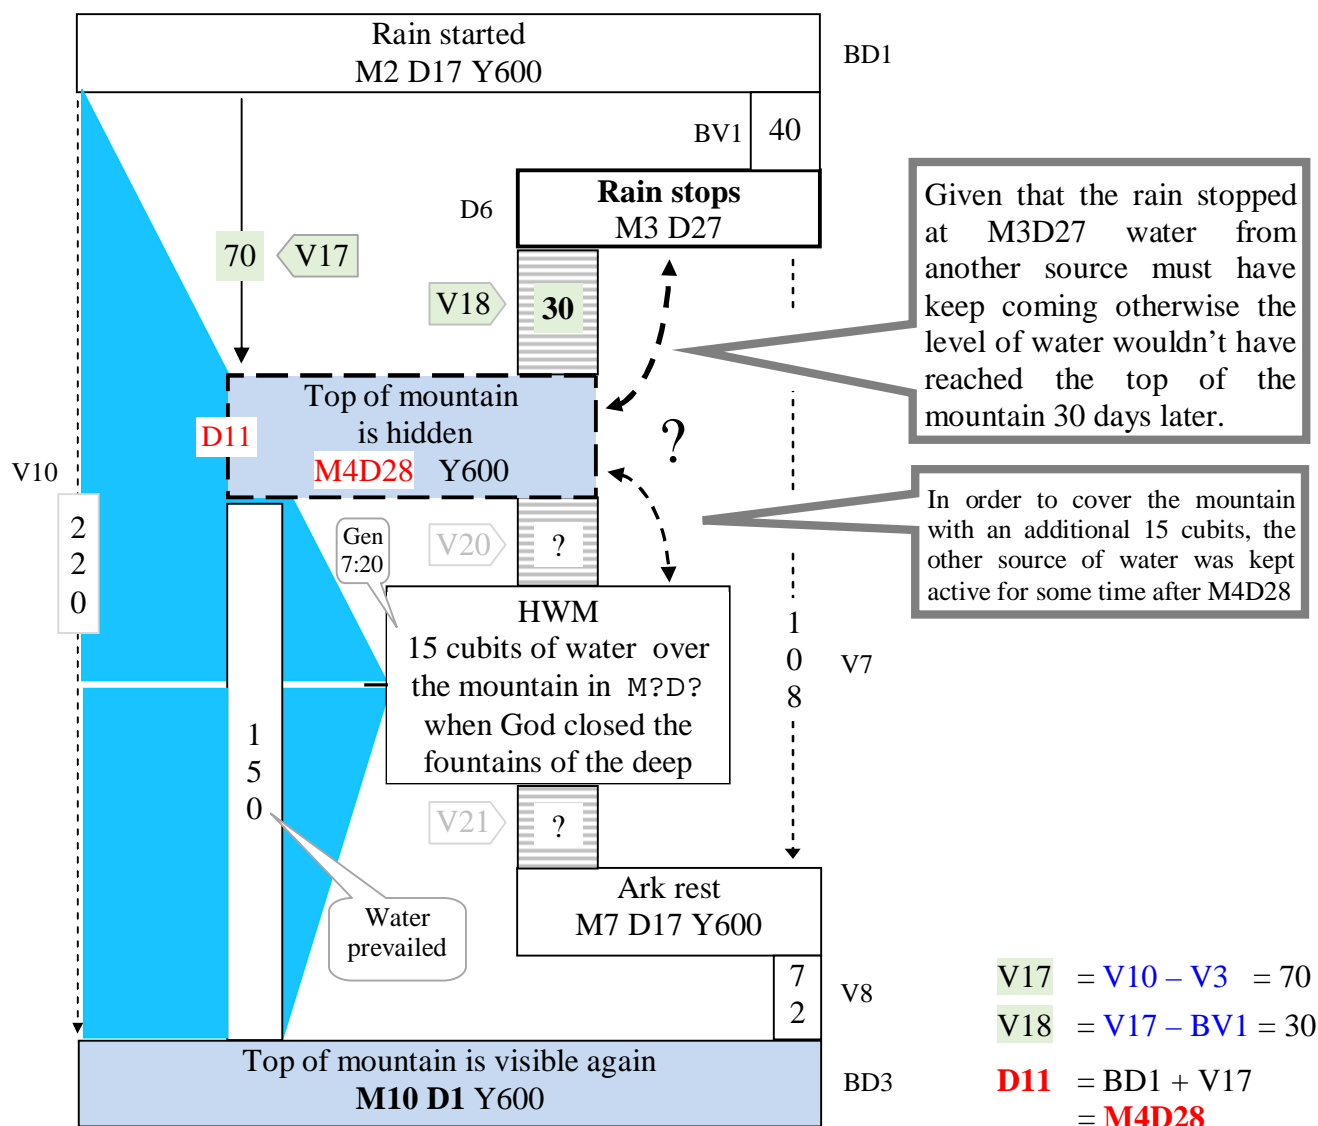 Rain started
M2 D17 Y600
BD1
BV1
40
Rain stops
M3 D27
D6
70
V17
V18
30
Given that the rain stopped
at M3D27 water from
another source must have
keep coming otherwise the
level of water wouldn't have
reached the top of the
mountain 30 days later.
Top of mountain
is hidden
M4D28 Y600
D11
?
V10
2
2
0
In order to cover the mountain
with an additional 15 cubits, the
other source of water was kept
active for some time after M4D28
Gen
7:20
V20
?
HWM
15 cubits of water over
the mountain in M?D?
when God closed the
fountains of the deep
1
0
8
V7
1
5
0
V21
?
Water
prevailed
Ark rest
M7 D17 Y600
7
2
V8
Top of mountain is visible again
M10 D1 Y600
BD3
V17 = V10 – V3 = 70
V18 = V17 – BV1 = 30
D11 = BD1 + V17
= M4D28